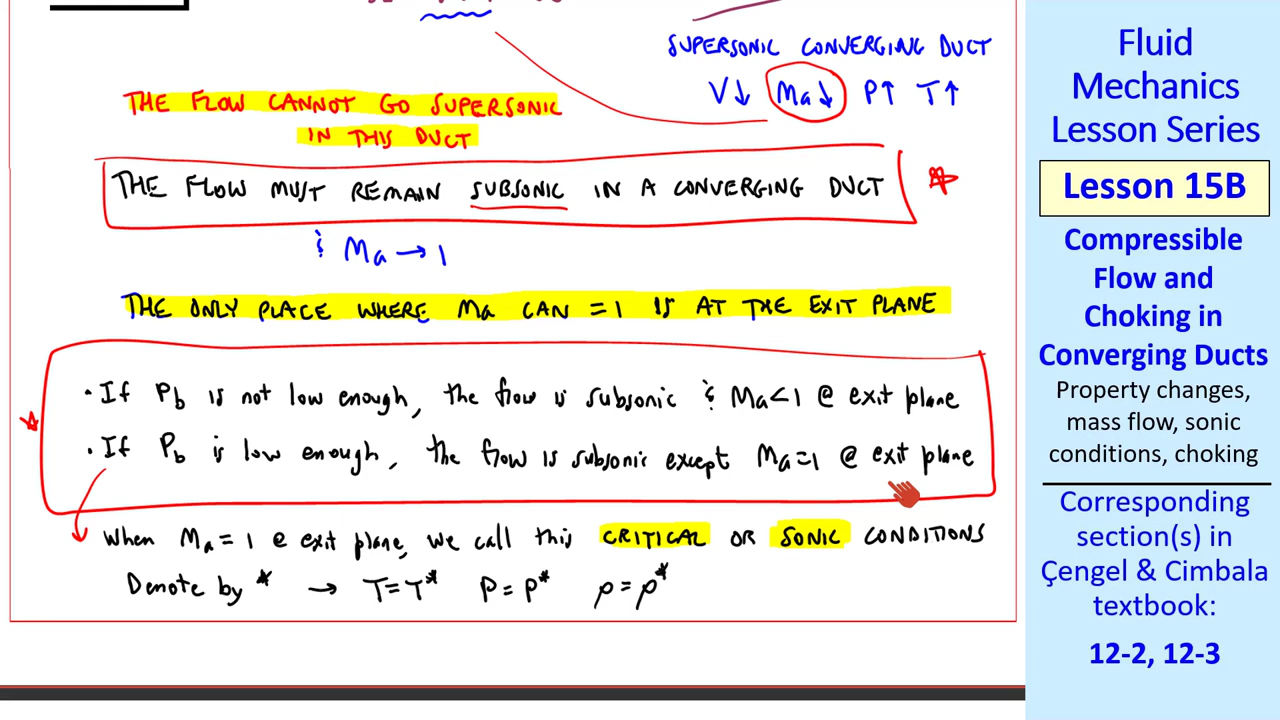 SUPERSONIC CONVERGING DUCT
V↓ Ma↓ P↑ T↑
THE FLOW CANNOT GO SUPERSONIC
IN THIS DUCT
THE FLOW MUST REMAIN SUBSONIC IN A CONVERGING DUCT
& Ma → 1
THE ONLY PLACE WHERE Ma CAN = 1 IS AT THE EXIT PLANE
• If Pb is not low enough, the flow is subsonic & Ma<1 @ exit plane
• If Pb is low enough, the flow is subsonic except Ma=1 @ exit plane
When Ma=1 @ exit plane, we call this CRITICAL OR SONIC CONDITIONS
Denote by * → T=T* P=P* ρ=ρ*
Fluid
Mechanics
Lesson Series
Lesson 15B
Compressible
Flow and
Choking in
Converging Ducts
Property changes,
mass flow, sonic
conditions, choking
Corresponding
section(s) in
Çengel & Cimbala
textbook:
12-2, 12-3